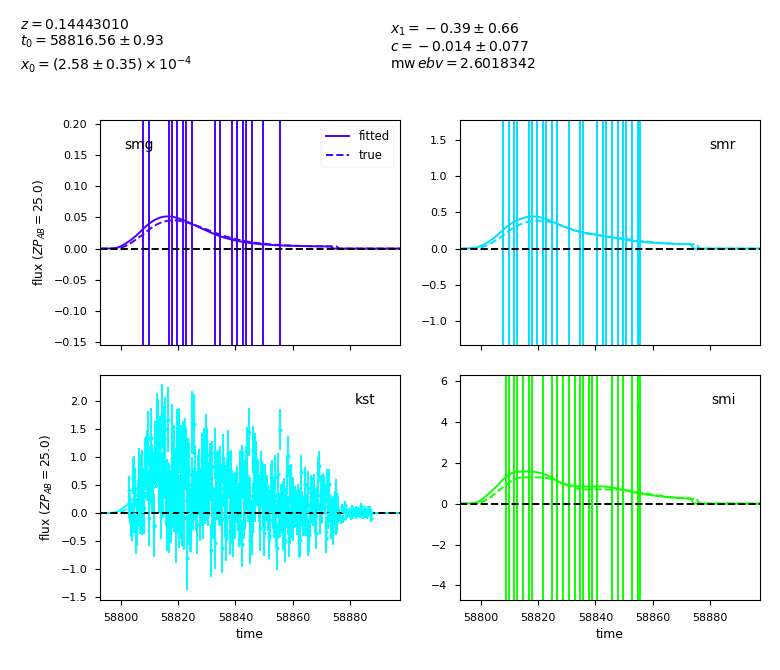 z = 0.14443010
t₀ = 58816.56 ± 0.93
x₀ = (2.58 ± 0.35) × 10⁻⁴
x₁ = −0.39 ± 0.66
c = −0.014 ± 0.077
mw ebv = 2.6018342
smg
fitted
true
0.20
0.15
0.10
0.05
0.00
−0.05
−0.10
−0.15
flux (ZP_AB = 25.0)
smr
1.5
1.0
0.5
0.0
−0.5
−1.0
kst
2.0
1.5
1.0
0.5
0.0
−0.5
−1.0
−1.5
flux (ZP_AB = 25.0)
58800 58820 58840 58860 58880
time
smi
6
4
2
0
−2
−4
58800 58820 58840 58860 58880
time